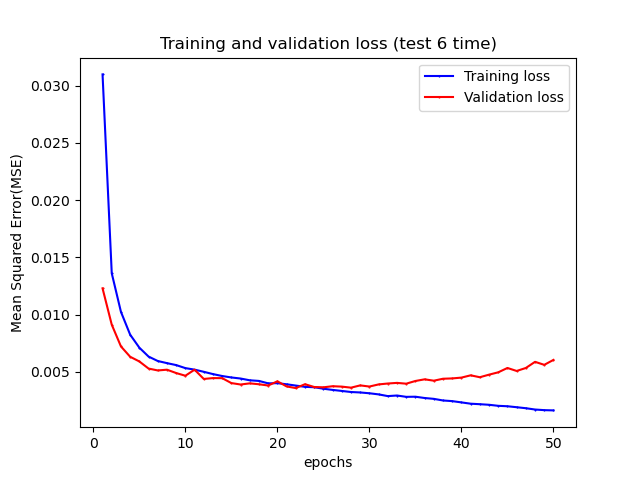 Training and validation loss (test 6 time)
Training loss
Validation loss
Mean Squared Error(MSE)
0.030
0.025
0.020
0.015
0.010
0.005
0 10 20 30 40 50
epochs